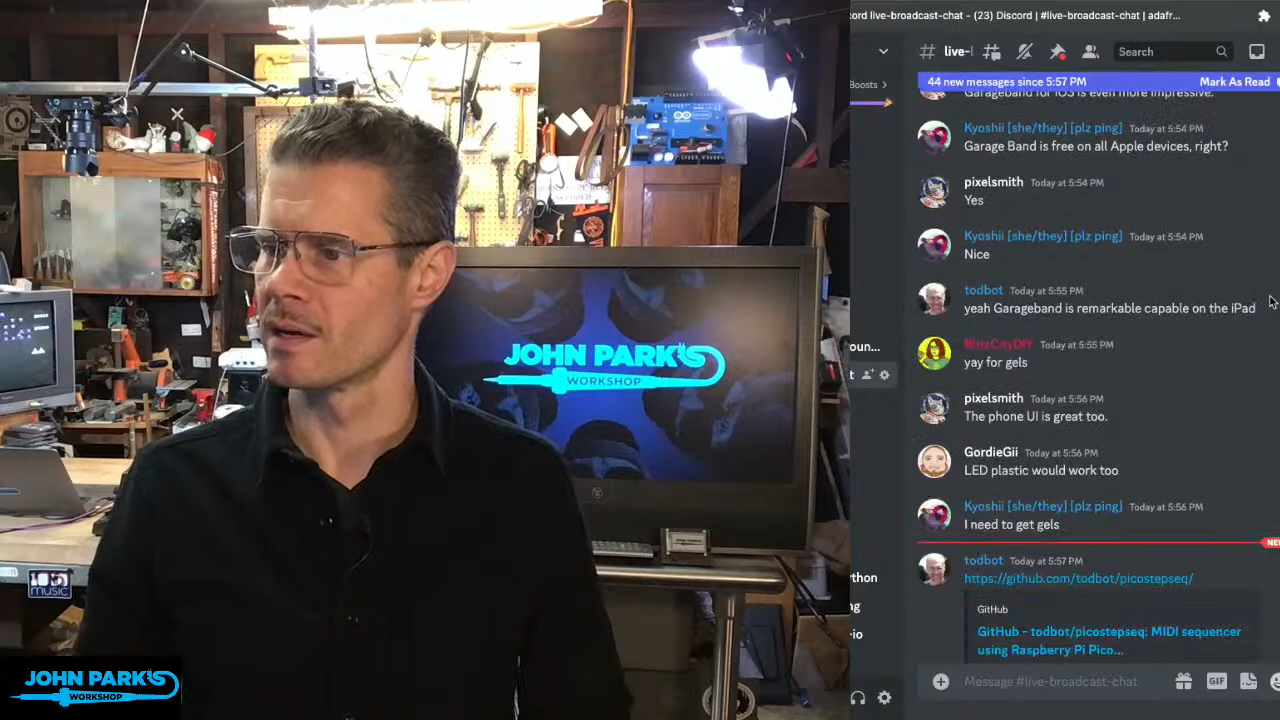 ord live-broadcast-chat - (23) Discord | #live-broadcast-chat | adafr...
live-
Search
Boosts
44 new messages since 5:57 PM
Mark As Read
Garageband for iOS is even more impressive.
Kyoshii [she/they] [plz ping] Today at 5:54 PM
Garage Band is free on all Apple devices, right?
pixelsmith Today at 5:54 PM
Yes
Kyoshii [she/they] [plz ping] Today at 5:54 PM
Nice
todbot Today at 5:55 PM
yeah Garageband is remarkable capable on the iPad
oun...
BlitzCityDIY Today at 5:55 PM
yay for gels
t
pixelsmith Today at 5:56 PM
The phone UI is great too.
GordieGii Today at 5:56 PM
LED plastic would work too
Kyoshii [she/they] [plz ping] Today at 5:56 PM
I need to get gels
NEW
todbot Today at 5:57 PM
https://github.com/todbot/picostepseq/
ython
ng
-io
GitHub
GitHub - todbot/picostepseq: MIDI sequencer
using Raspberry Pi Pico...
Message #live-broadcast-chat
GIF
JOHN PARK'S
WORKSHOP
music
JOHN PARK'S
WORKSHOP